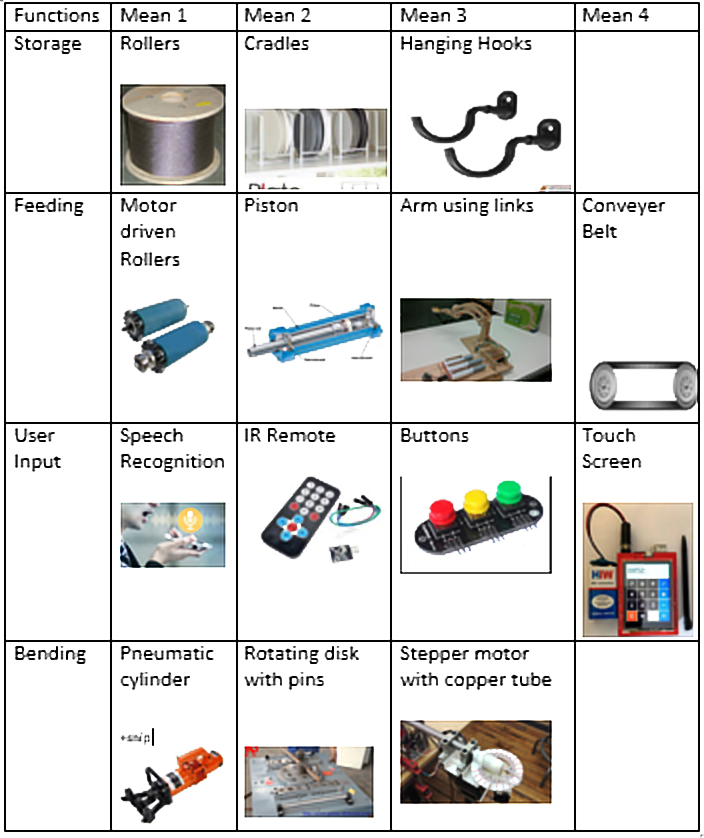 Functions
Mean 1
Mean 2
Mean 3
Mean 4
Storage
Rollers
Cradles
Hanging Hooks
Feeding
Motor
driven
Rollers
Piston
Arm using links
Conveyer
Belt
User
Input
Speech
Recognition
IR Remote
Buttons
Touch
Screen
HIW
Bending
Pneumatic
cylinder
+snip
Rotating disk
with pins
Stepper motor
with copper tube